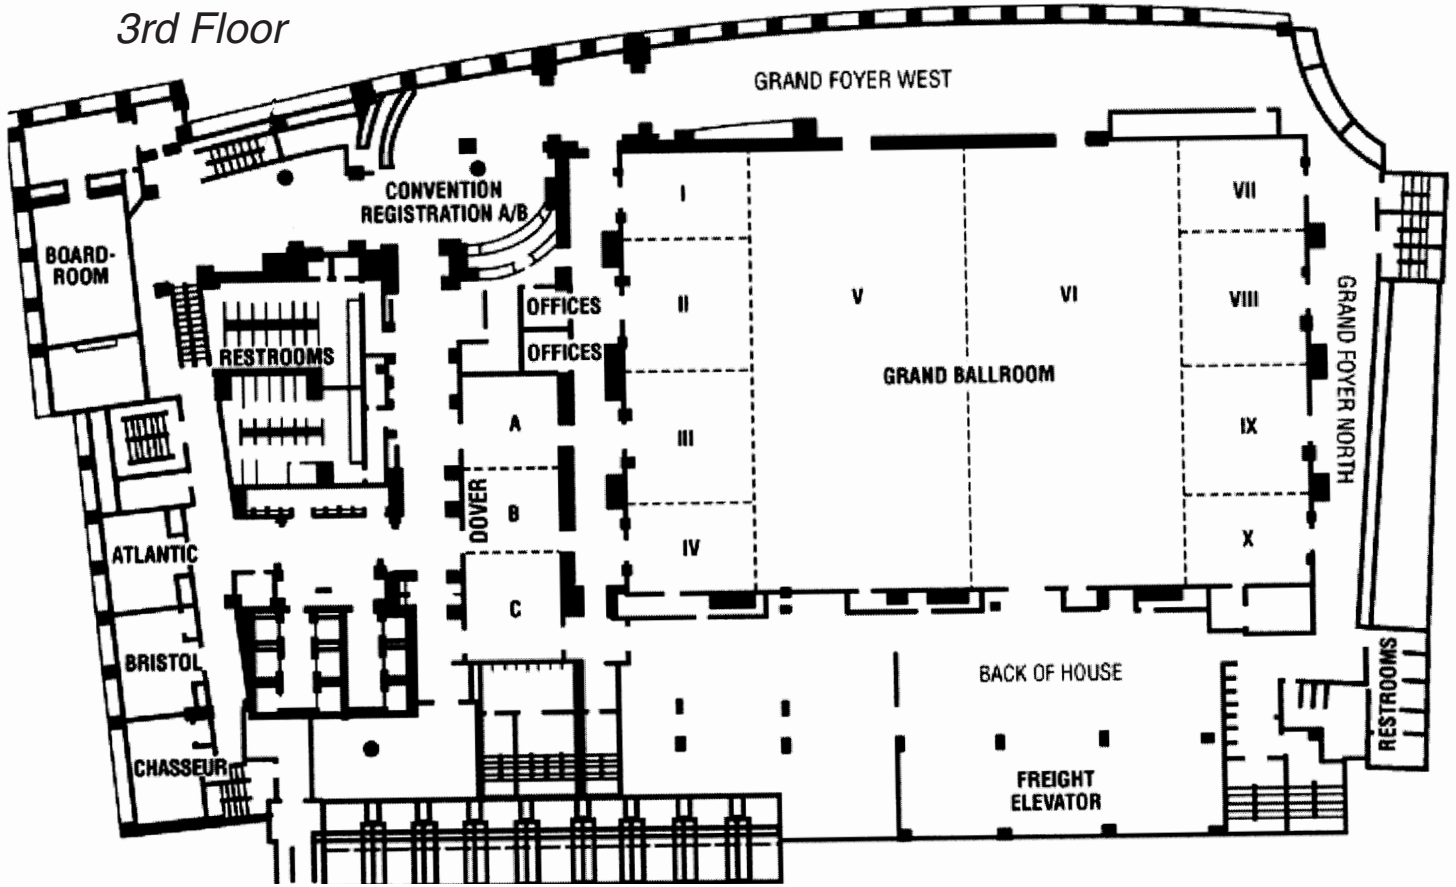 3rd Floor
GRAND FOYER WEST
CONVENTION
REGISTRATION A/B
BOARD-
ROOM
I
VII
OFFICES
II
V
VI
VIII
GRAND FOYER NORTH
RESTROOMS
OFFICES
GRAND BALLROOM
A
III
IX
DOVER
B
IV
X
ATLANTIC
C
BRISTOL
BACK OF HOUSE
RESTROOMS
CHASSEUR
FREIGHT
ELEVATOR